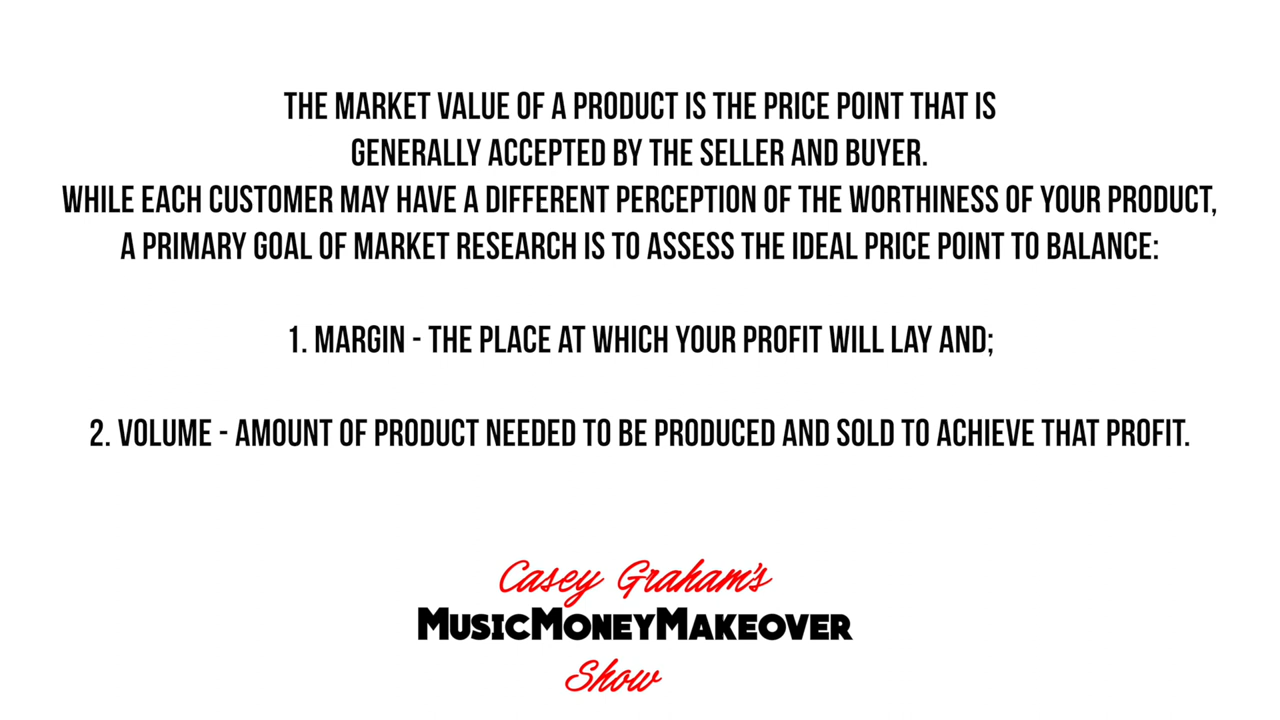 THE MARKET VALUE OF A PRODUCT IS THE PRICE POINT THAT IS
GENERALLY ACCEPTED BY THE SELLER AND BUYER.
WHILE EACH CUSTOMER MAY HAVE A DIFFERENT PERCEPTION OF THE WORTHINESS OF YOUR PRODUCT,
A PRIMARY GOAL OF MARKET RESEARCH IS TO ASSESS THE IDEAL PRICE POINT TO BALANCE:
1. MARGIN - THE PLACE AT WHICH YOUR PROFIT WILL LAY AND;
2. VOLUME - AMOUNT OF PRODUCT NEEDED TO BE PRODUCED AND SOLD TO ACHIEVE THAT PROFIT.
Casey Graham's
MUSICMONEYMAKEOVER
Show